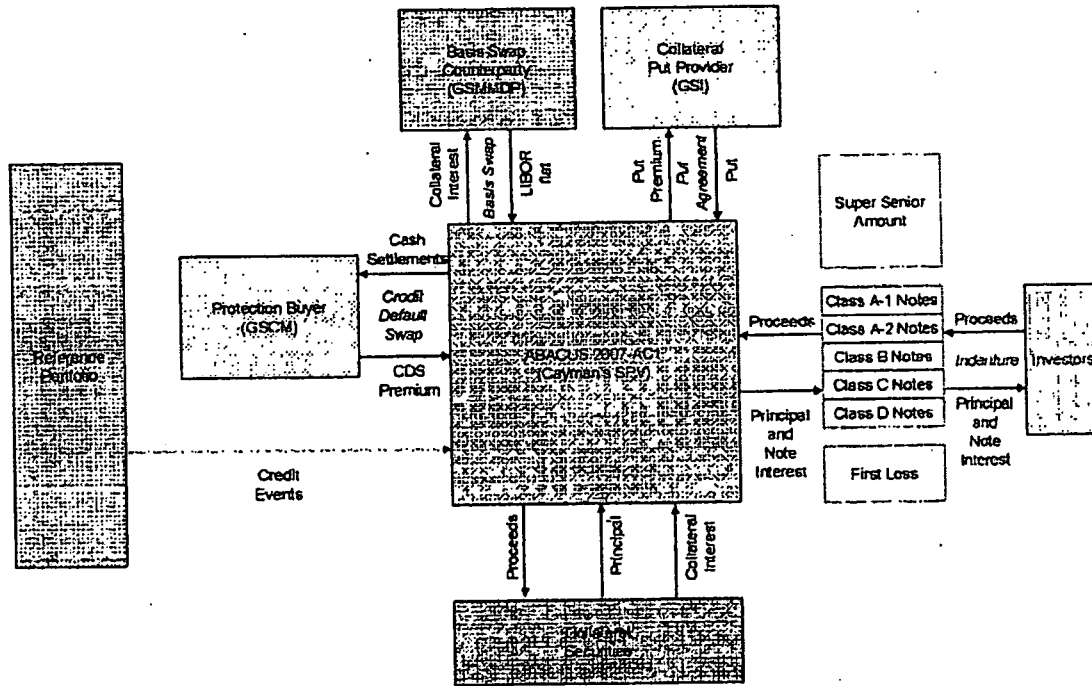 Basis Swap
Counterparty
(GSMMDP)
Collateral
Put Provider
(GSI)
Collateral
Interest
Basis Swap
LIBOR
flat
Put
Premium
Put
Agreement
Put
Super Senior
Amount
Reference
Portfolio
Protection Buyer
(GSCM)
Cash
Settlements
Credit
Default
Swap
CDS
Premium
ABACUS 2007-AC1
(Cayman's SPV)
Proceeds
Principal
and
Note
Interest
Class A-1 Notes
Class A-2 Notes
Class B Notes
Class C Notes
Class D Notes
First Loss
Proceeds
Indenture
Principal
and
Note
Interest
Investors
Credit
Events
Proceeds
Principal
Collateral
Interest
Collateral
Securities